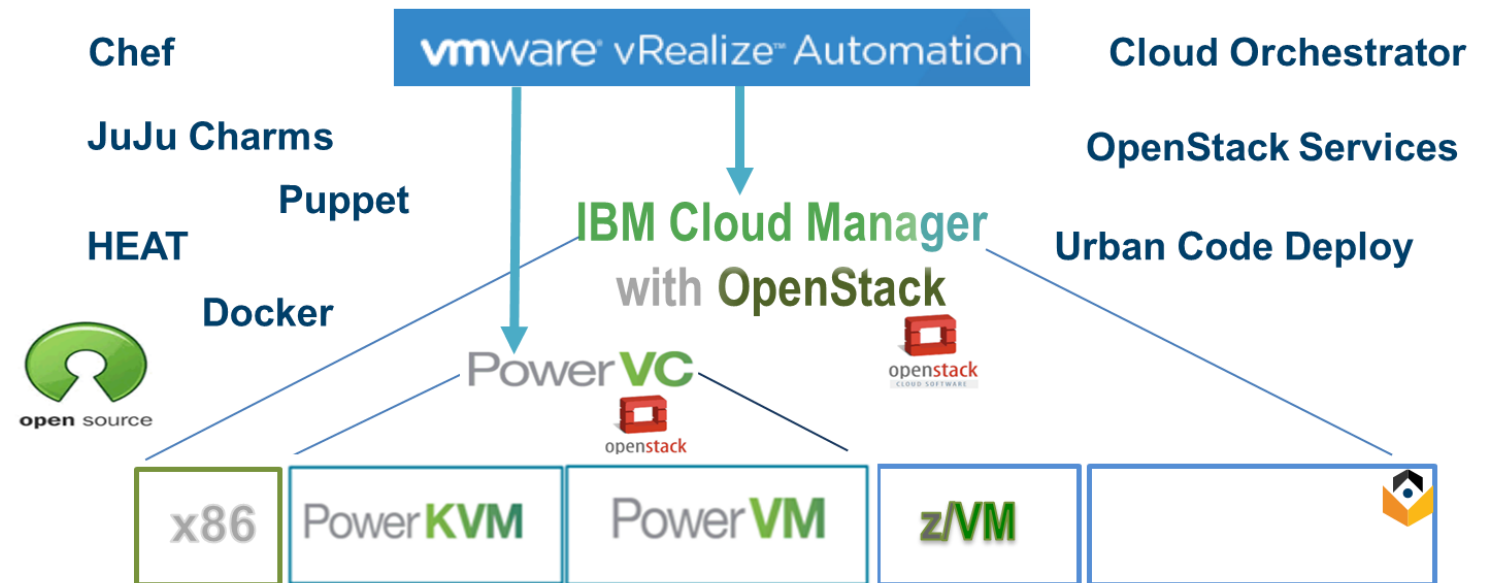 Chef
vmware® vRealize™ Automation
Cloud Orchestrator
JuJu Charms
OpenStack Services
Puppet
IBM Cloud Manager
HEAT
Urban Code Deploy
with OpenStack
Docker
PowerVC
openstack
CLOUD SOFTWARE
open source
openstack
x86
PowerKVM
PowerVM
z/VM